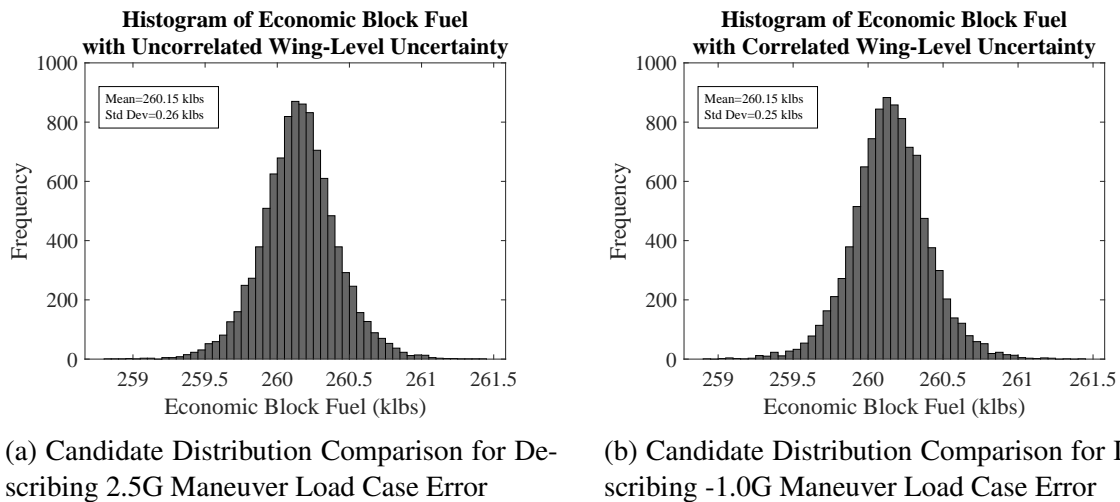 Histogram of Economic Block Fuel
with Uncorrelated Wing-Level Uncertainty
1000
800
600
400
200
0
Frequency
Mean=260.15 klbs
Std Dev=0.26 klbs
259 259.5 260 260.5 261 261.5
Economic Block Fuel (klbs)
(a) Candidate Distribution Comparison for De-
scribing 2.5G Maneuver Load Case Error
Histogram of Economic Block Fuel
with Correlated Wing-Level Uncertainty
1000
800
600
400
200
0
Frequency
Mean=260.15 klbs
Std Dev=0.25 klbs
259 259.5 260 260.5 261 261.5
Economic Block Fuel (klbs)
(b) Candidate Distribution Comparison for
scribing -1.0G Maneuver Load Case Error